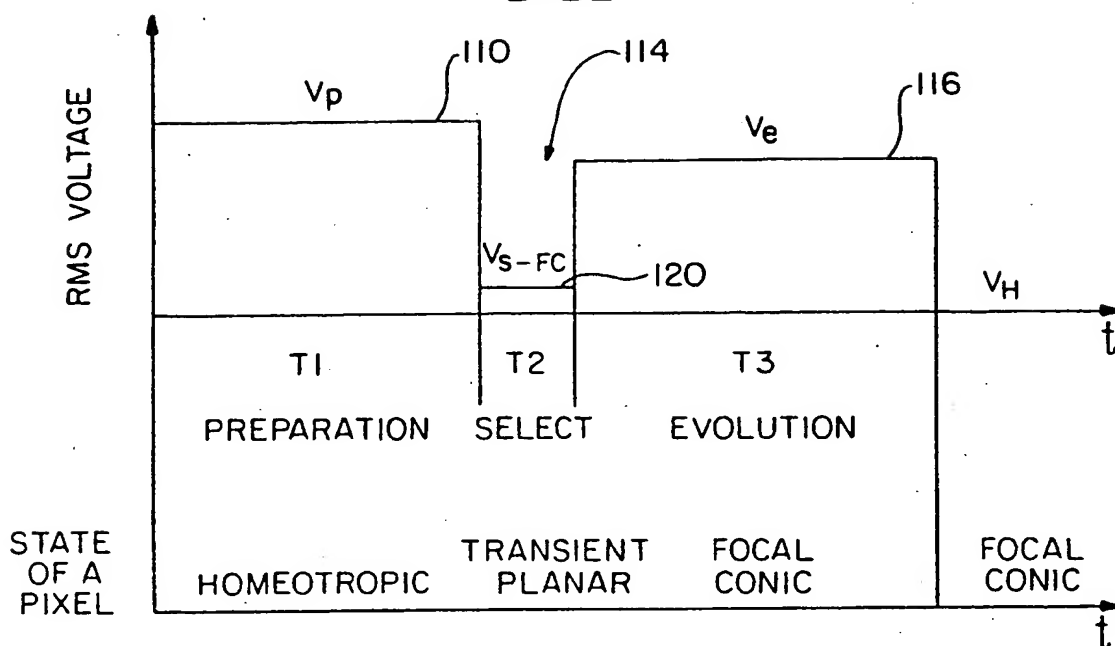 110
114
116
Vp
Ve
RMS VOLTAGE
VS-FC
120
VH
t
T1
T2
T3
PREPARATION
SELECT
EVOLUTION
STATE
OF A
PIXEL
HOMEOTROPIC
TRANSIENT
PLANAR
FOCAL
CONIC
FOCAL
CONIC
t